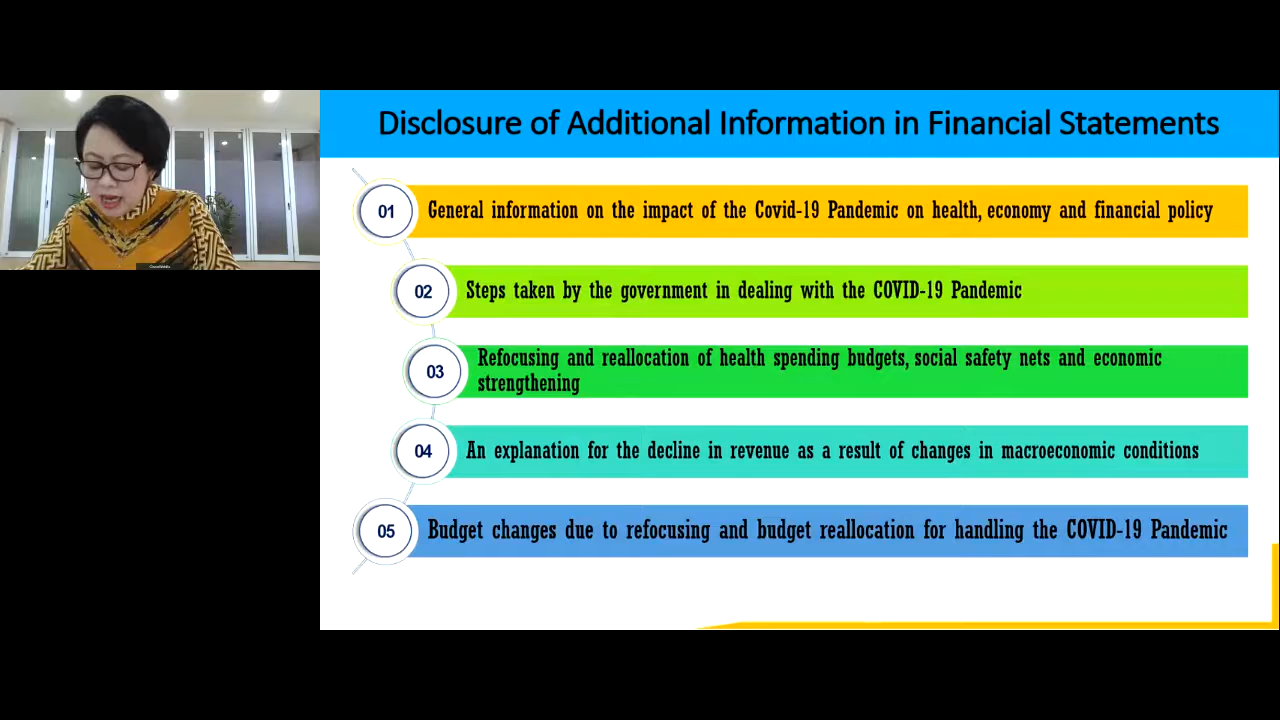 Disclosure of Additional Information in Financial Statements
01
General information on the impact of the Covid-19 Pandemic on health, economy and financial policy
02
Steps taken by the government in dealing with the COVID-19 Pandemic
03
Refocusing and reallocation of health spending budgets, social safety nets and economic
strengthening
04
An explanation for the decline in revenue as a result of changes in macroeconomic conditions
05
Budget changes due to refocusing and budget reallocation for handling the COVID-19 Pandemic